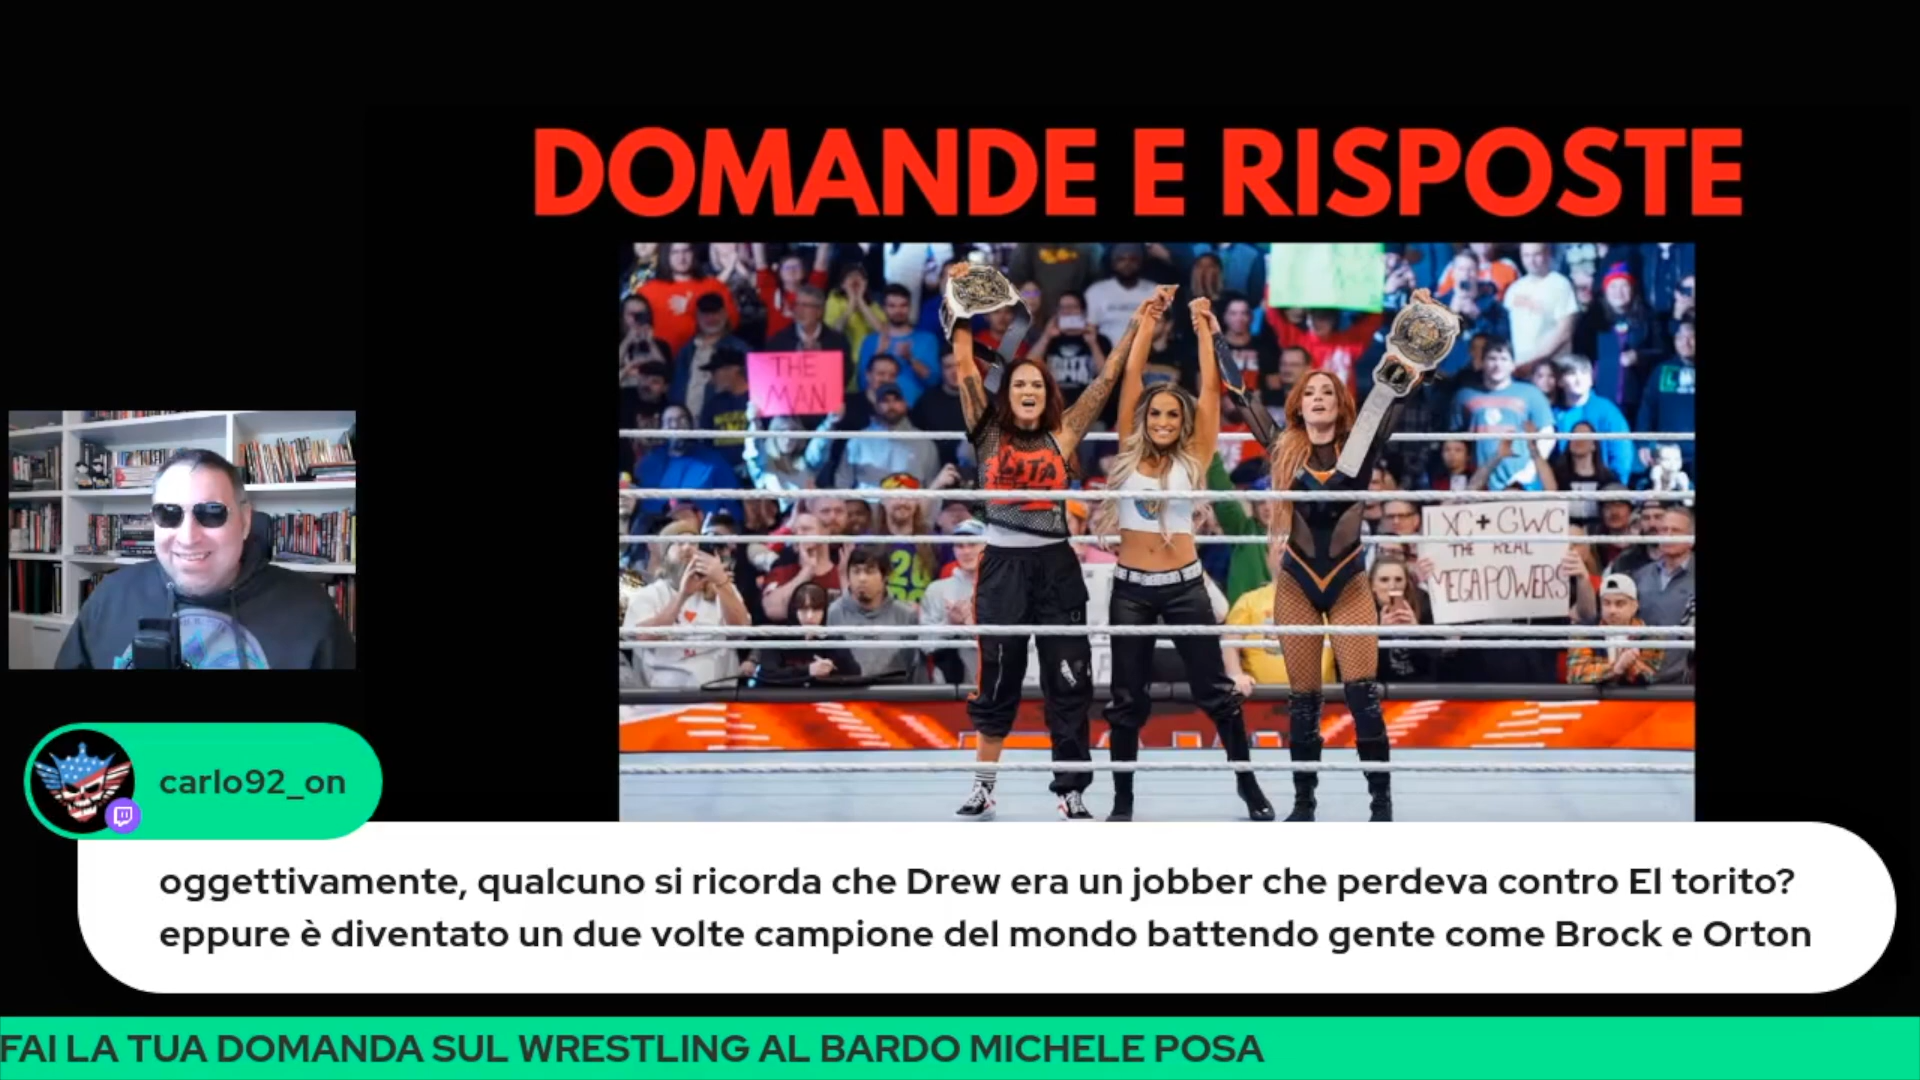 DOMANDE E RISPOSTE
THE
MAN
LITA
XC+GWC
THE REAL
MEGAPOWERS
carlo92_on
oggettivamente, qualcuno si ricorda che Drew era un jobber che perdeva contro El torito?
eppure è diventato un due volte campione del mondo battendo gente come Brock e Orton
FAI LA TUA DOMANDA SUL WRESTLING AL BARDO MICHELE POSA